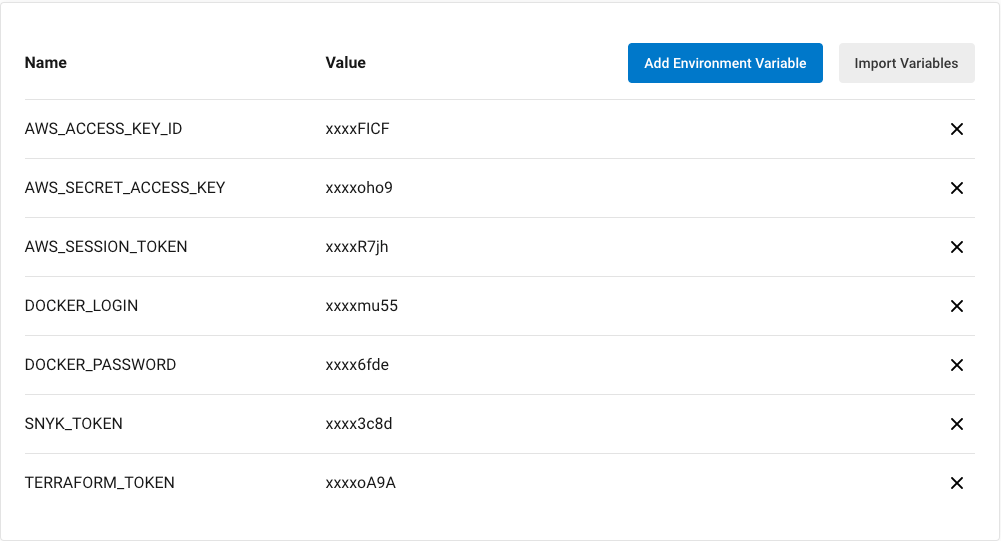 Name Value Add Environment Variable Import Variables
AWS_ACCESS_KEY_ID xxxxFICF
AWS_SECRET_ACCESS_KEY xxxxoho9
AWS_SESSION_TOKEN xxxxR7jh
DOCKER_LOGIN xxxxmu55
DOCKER_PASSWORD xxxx6fde
SNYK_TOKEN xxxx3c8d
TERRAFORM_TOKEN xxxxoA9A